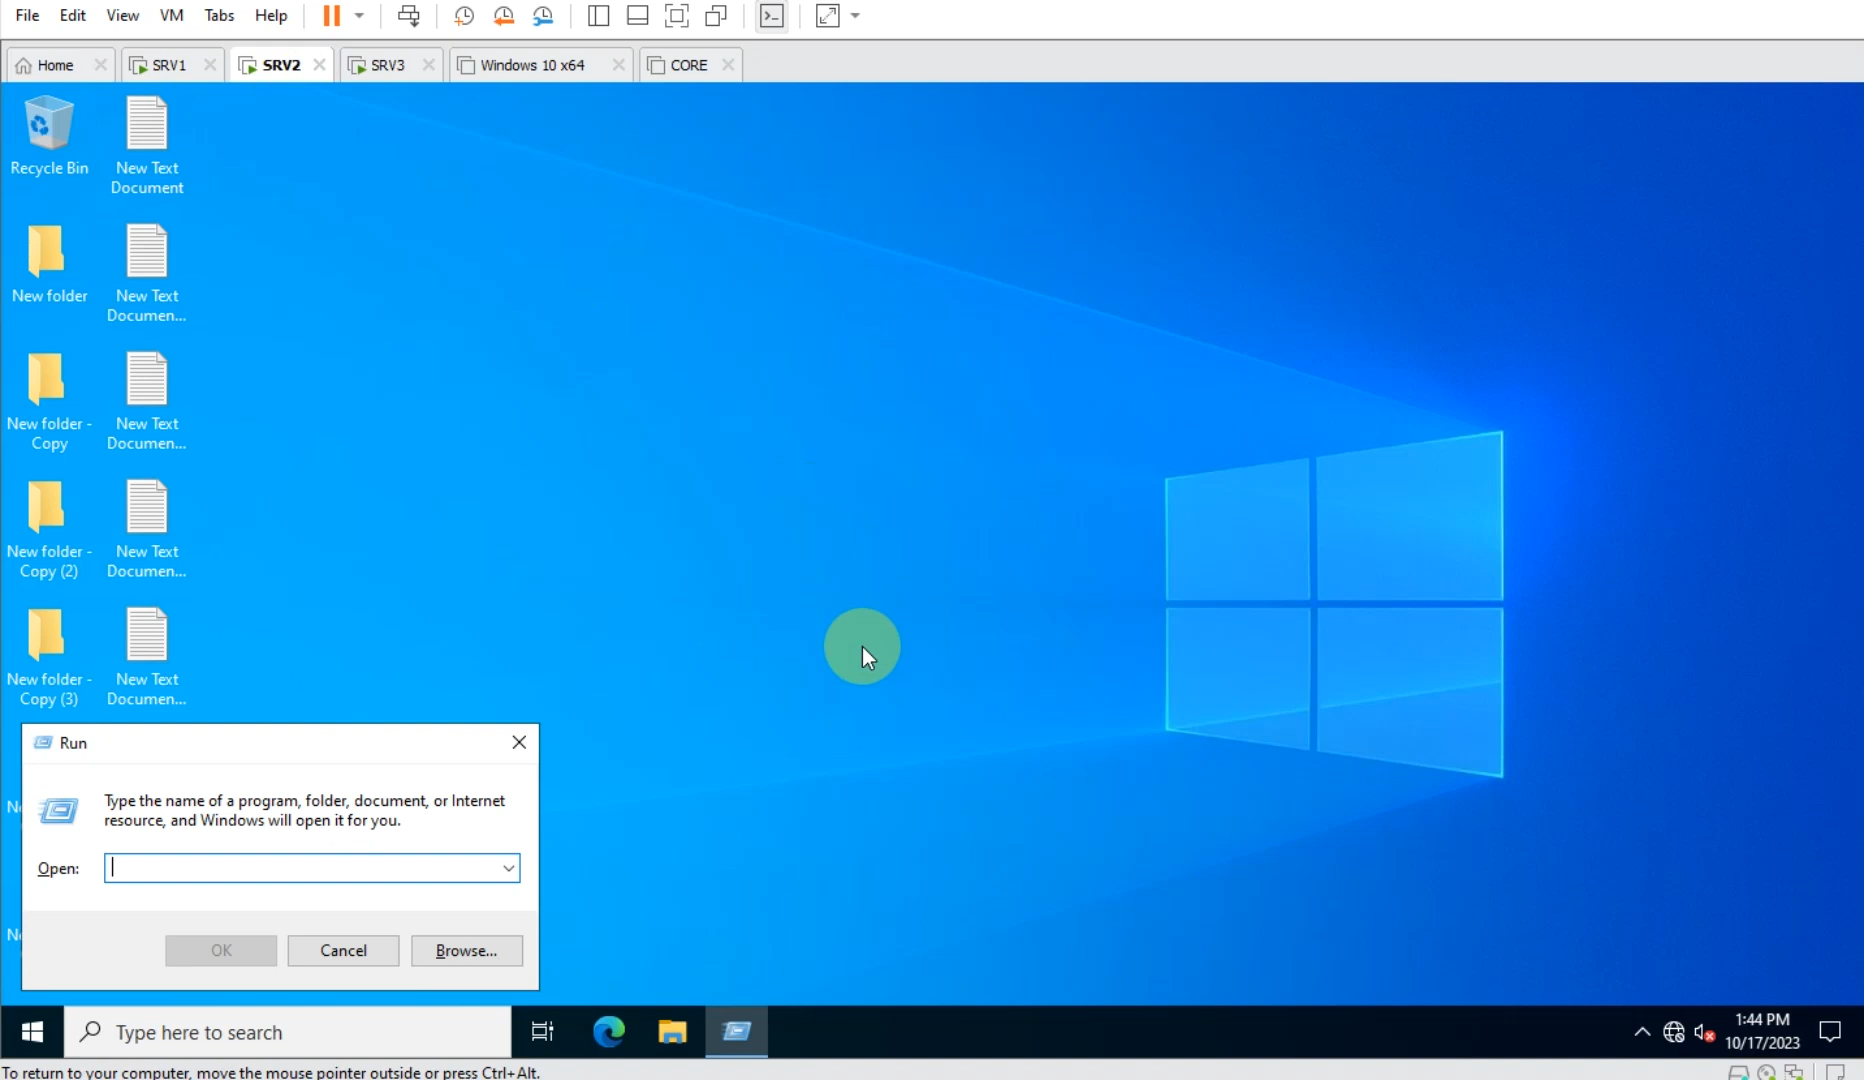 File Edit View VM Tabs Help
Home SRV1 SRV2 SRV3 Windows 10 x64 CORE
Recycle Bin
New Text
Document
New folder
New Text
Documen...
New folder -
Copy
New Text
Documen...
New folder -
Copy (2)
New Text
Documen...
New folder -
Copy (3)
New Text
Documen...
Run
Type the name of a program, folder, document, or Internet
resource, and Windows will open it for you.
Open:
OK Cancel Browse...
Type here to search
1:44 PM
10/17/2023
To return to your computer, move the mouse pointer outside or press Ctrl+Alt.